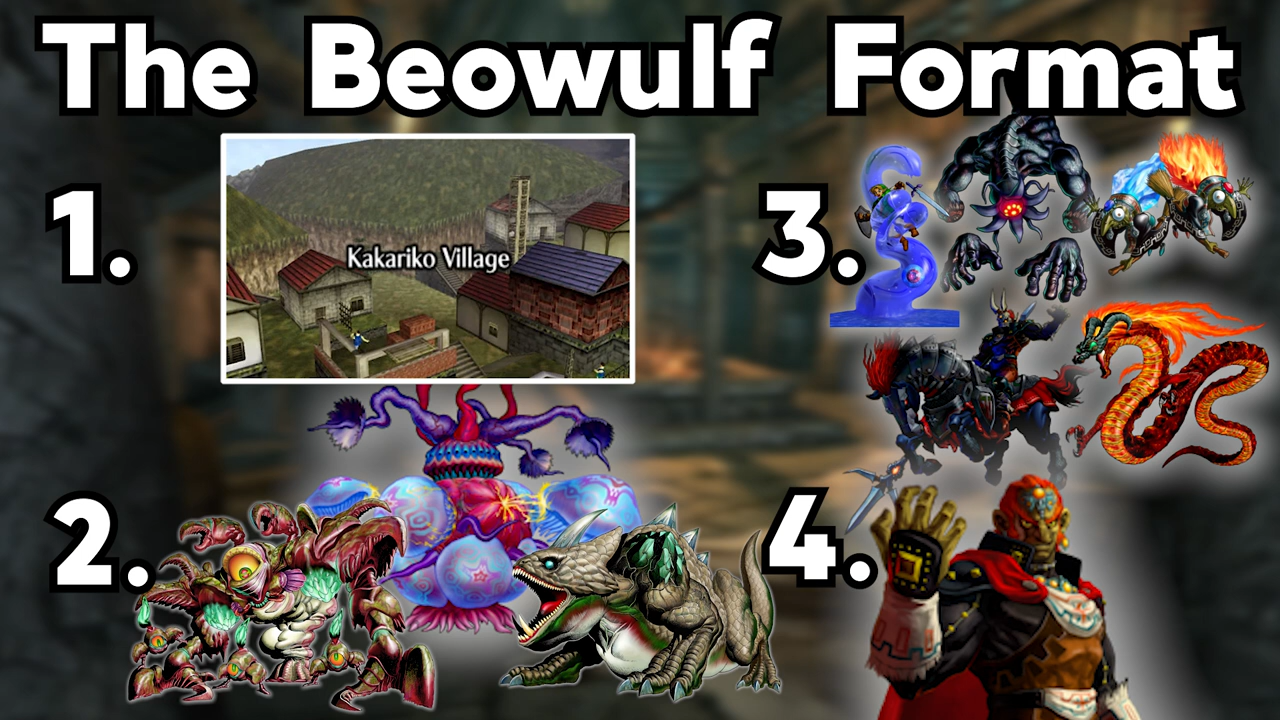 The Beowulf Format
1.
Kakariko Village
2.
3.
4.